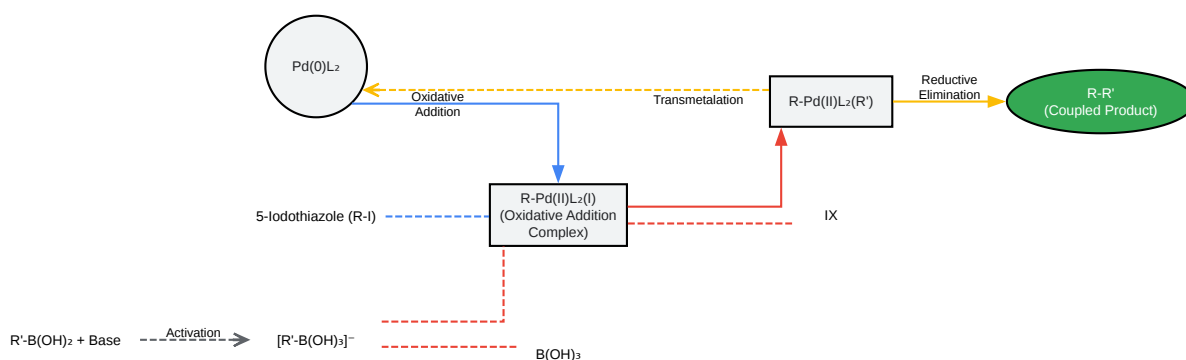 Pd(0)L₂
Oxidative
Addition
Transmetalation
R-Pd(II)L₂(R')
Reductive
Elimination
R-R'
(Coupled Product)
5-Iodothiazole (R-I)
R-Pd(II)L₂(I)
(Oxidative Addition
Complex)
IX
R'-B(OH)₂ + Base
Activation
[R'-B(OH)₃]⁻
B(OH)₃